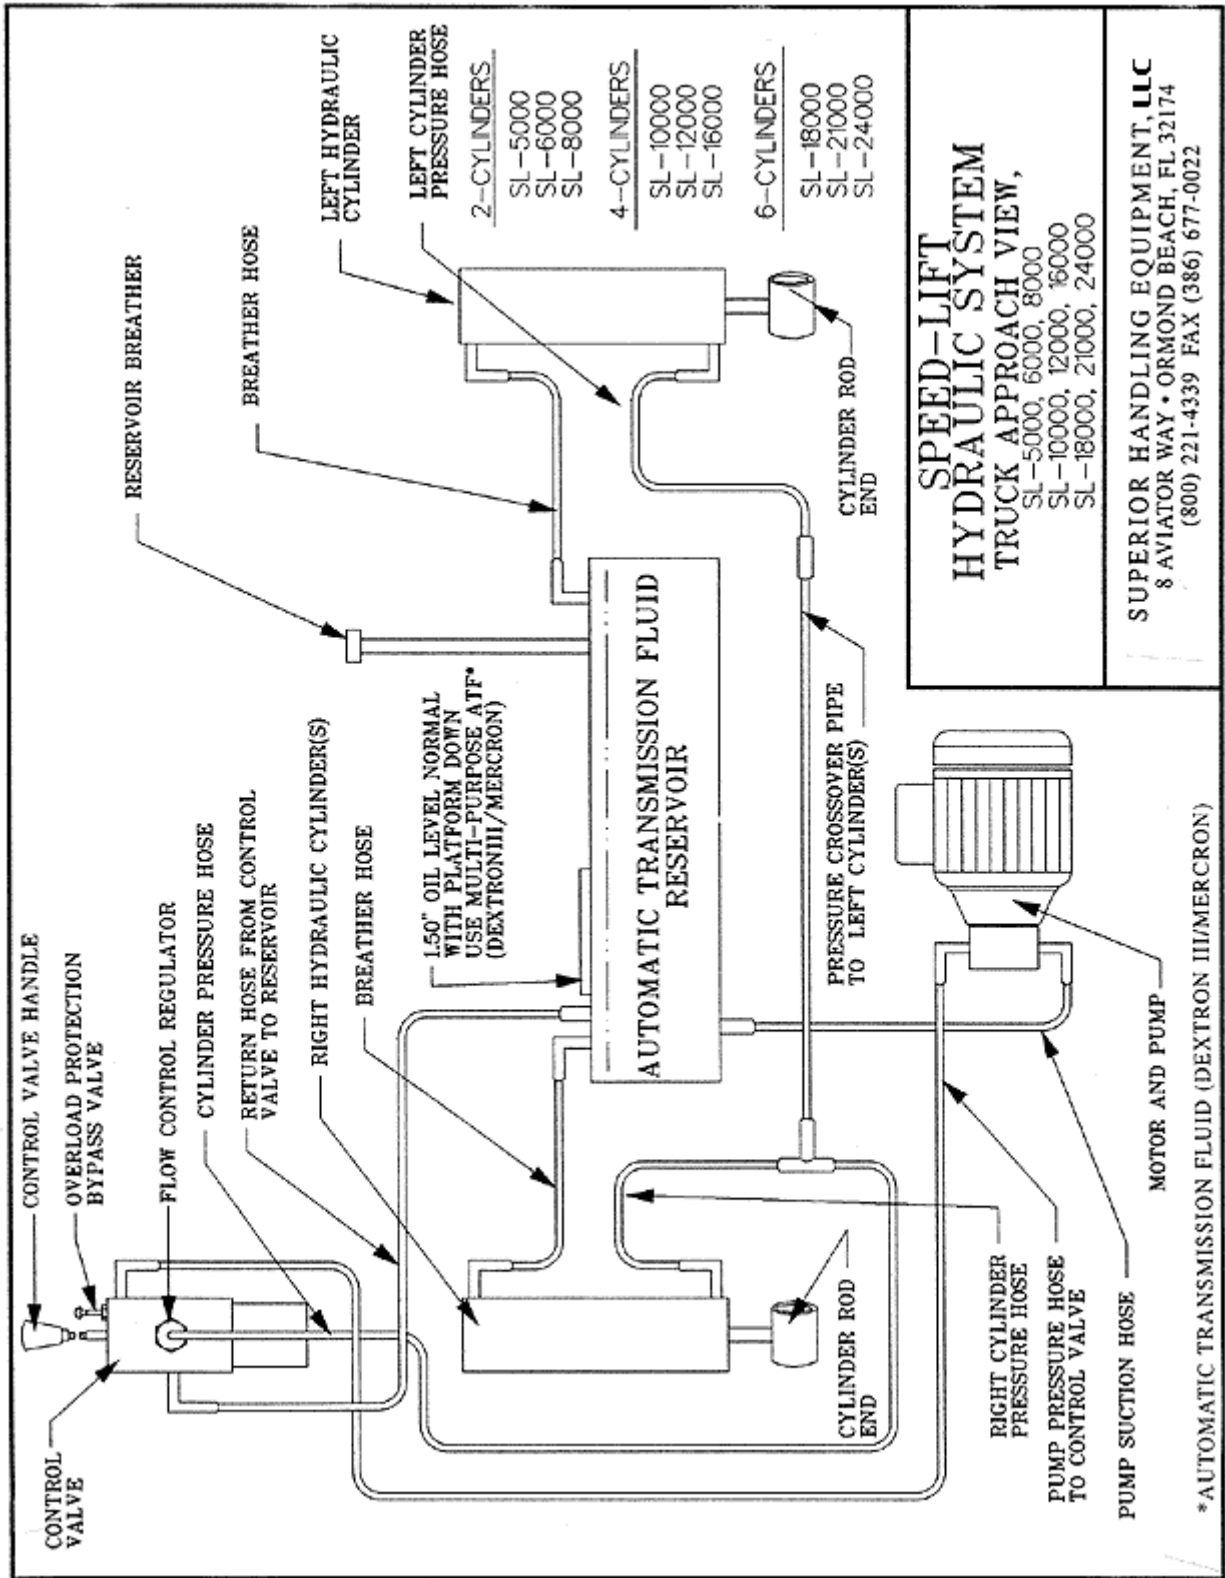 CONTROL VALVE HANDLE
OVERLOAD PROTECTION
BYPASS VALVE
FLOW CONTROL REGULATOR
CYLINDER PRESSURE HOSE
RETURN HOSE FROM CONTROL
VALVE TO RESERVOIR
RIGHT HYDRAULIC CYLINDER(S)
BREATHER HOSE
CONTROL
VALVE
1.50" OIL LEVEL NORMAL
WITH PLATFORM DOWN
USE MULTI-PURPOSE ATF*
(DEXTRONIII/MERCRON)
RESERVOIR BREATHER
BREATHER HOSE
LEFT HYDRAULIC
CYLINDER
LEFT CYLINDER
PRESSURE HOSE
2-CYLINDERS
SL-5000
SL-6000
SL-8000
4-CYLINDERS
SL-10000
SL-12000
SL-16000
6-CYLINDERS
SL-18000
SL-21000
SL-24000
AUTOMATIC TRANSMISSION FLUID
RESERVOIR
CYLINDER ROD
END
PRESSURE CROSSOVER PIPE
TO LEFT CYLINDER(S)
CYLINDER ROD
END
RIGHT CYLINDER
PRESSURE HOSE
PUMP PRESSURE HOSE
TO CONTROL VALVE
PUMP SUCTION HOSE
MOTOR AND PUMP
*AUTOMATIC TRANSMISSION FLUID (DEXTRON III/MERCRON)
SPEED-LIFT
HYDRAULIC SYSTEM
TRUCK APPROACH VIEW,
SL-5000, 6000, 8000
SL-10000, 12000, 16000
SL-18000, 21000, 24000
SUPERIOR HANDLING EQUIPMENT, LLC
8 AVIATOR WAY • ORMOND BEACH, FL 32174
(800) 221-4339 FAX (386) 677-0022